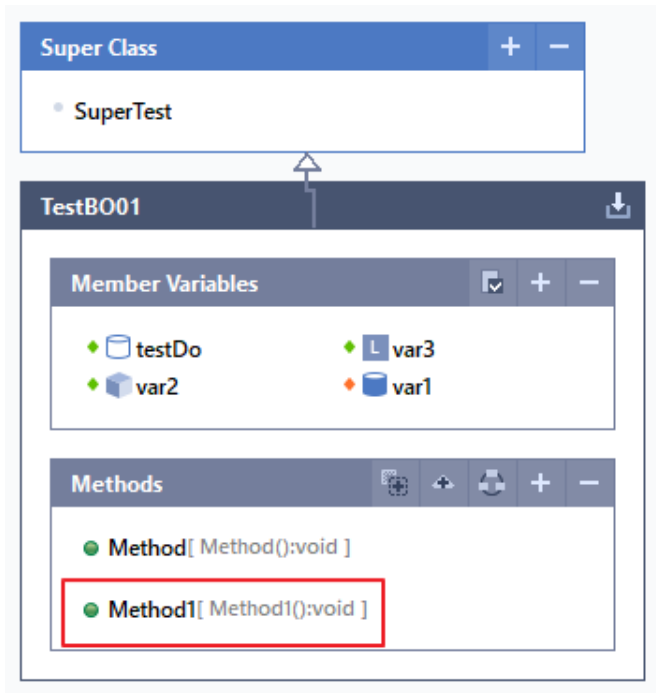 Super Class
SuperTest
TestBO01
Member Variables
testDo
L var3
var2
var1
Methods
Method[ Method():void ]
Method1[ Method1():void ]